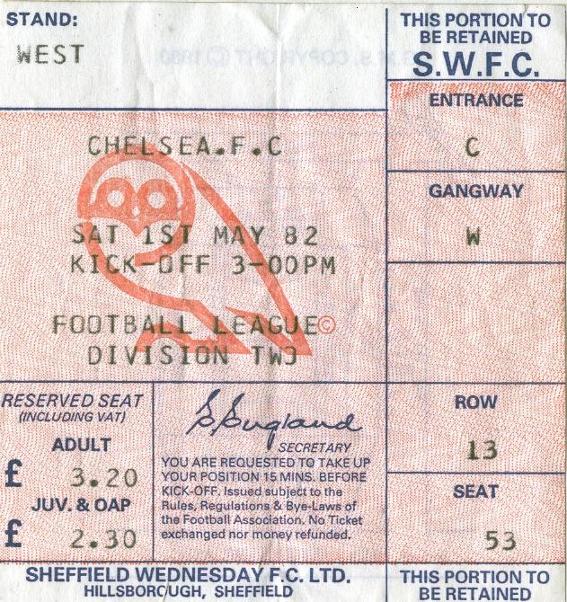 STAND:
WEST
THIS PORTION TO
BE RETAINED
S.W.F.C.
ENTRANCE
C
GANGWAY
W
CHELSEA.F.C
SAT 1ST MAY 82
KICK-OFF 3-00PM
FOOTBALL LEAGUE©
DIVISION TWO
RESERVED SEAT
(INCLUDING VAT)
ADULT
£ 3.20
JUV. & OAP
£ 2.30
SECRETARY
YOU ARE REQUESTED TO TAKE UP
YOUR POSITION 15 MINS. BEFORE
KICK-OFF. Issued subject to the
Rules, Regulations & Bye-Laws of
the Football Association. No Ticket
exchanged nor money refunded.
ROW
13
SEAT
53
SHEFFIELD WEDNESDAY F.C. LTD.
HILLSBOROUGH, SHEFFIELD
THIS PORTION TO
BE RETAINED